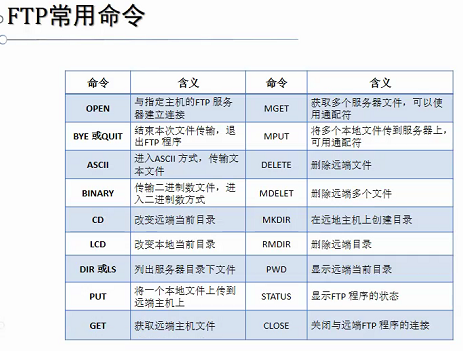 FTP常用命令
命令 含义 命令 含义
OPEN 与指定主机的FTP 服务器建立连接 MGET 获取多个服务器文件，可以使用通配符
BYE 或QUIT 结束本次文件传输，退出FTP 程序 MPUT 将多个本地文件传到服务器上，可用通配符
ASCII 进入ASCII 方式，传输文本文件 DELETE 删除远端文件
BINARY 传输二进制数文件，进入二进制数方式 MDELET 删除远端多个文件
CD 改变远端当前目录 MKDIR 在远地主机上创建目录
LCD 改变本地当前目录 RMDIR 删除远端目录
DIR 或LS 列出服务器目录下文件 PWD 显示远端当前目录
PUT 将一个本地文件上传到远端主机上 STATUS 显示FTP 程序的状态
GET 获取远端主机文件 CLOSE 关闭与远端FTP 程序的连接